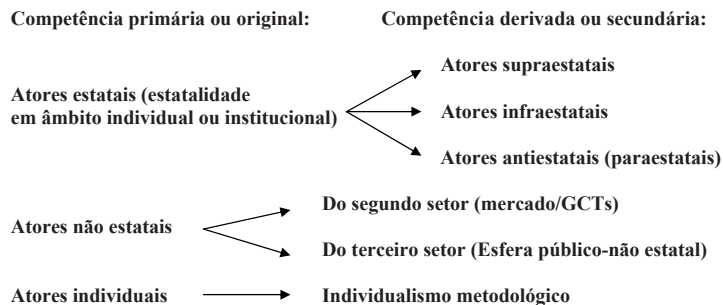 Competência primária ou original:
Competência derivada ou secundária:
Atores estatais (estatalidade
em âmbito individual ou institucional)
Atores supraestatais
Atores infraestatais
Atores antiestatais (paraestatais)
Atores não estatais
Do segundo setor (mercado/GCTs)
Do terceiro setor (Esfera público-não estatal)
Atores individuais
Individualismo metodológico